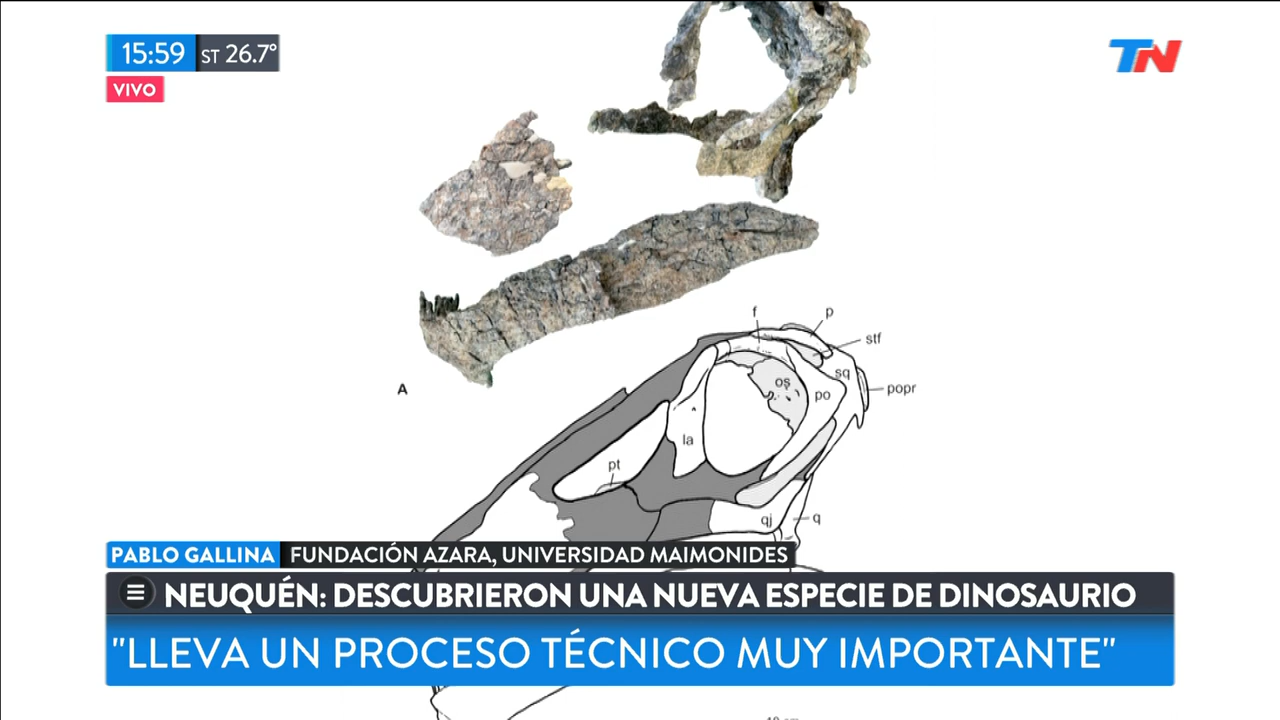 15:59 ST 26.7°
TN
VIVO
f
p
stf
sq
os
popr
po
A
la
pt
qj
q
PABLO GALLINA FUNDACIÓN AZARA, UNIVERSIDAD MAIMONIDES
NEUQUÉN: DESCUBRIERON UNA NUEVA ESPECIE DE DINOSAURIO
"LLEVA UN PROCESO TÉCNICO MUY IMPORTANTE"